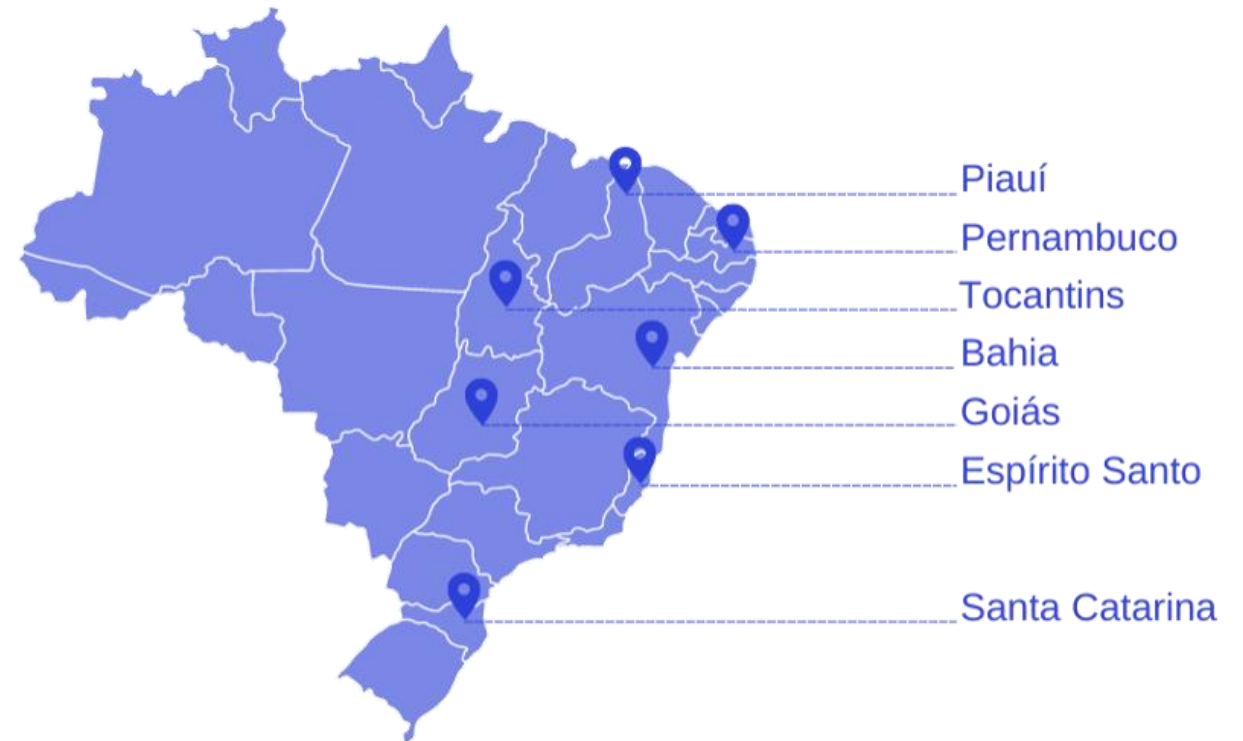 Piauí
Pernambuco
Tocantins
Bahia
Goiás
Espírito Santo
Santa Catarina